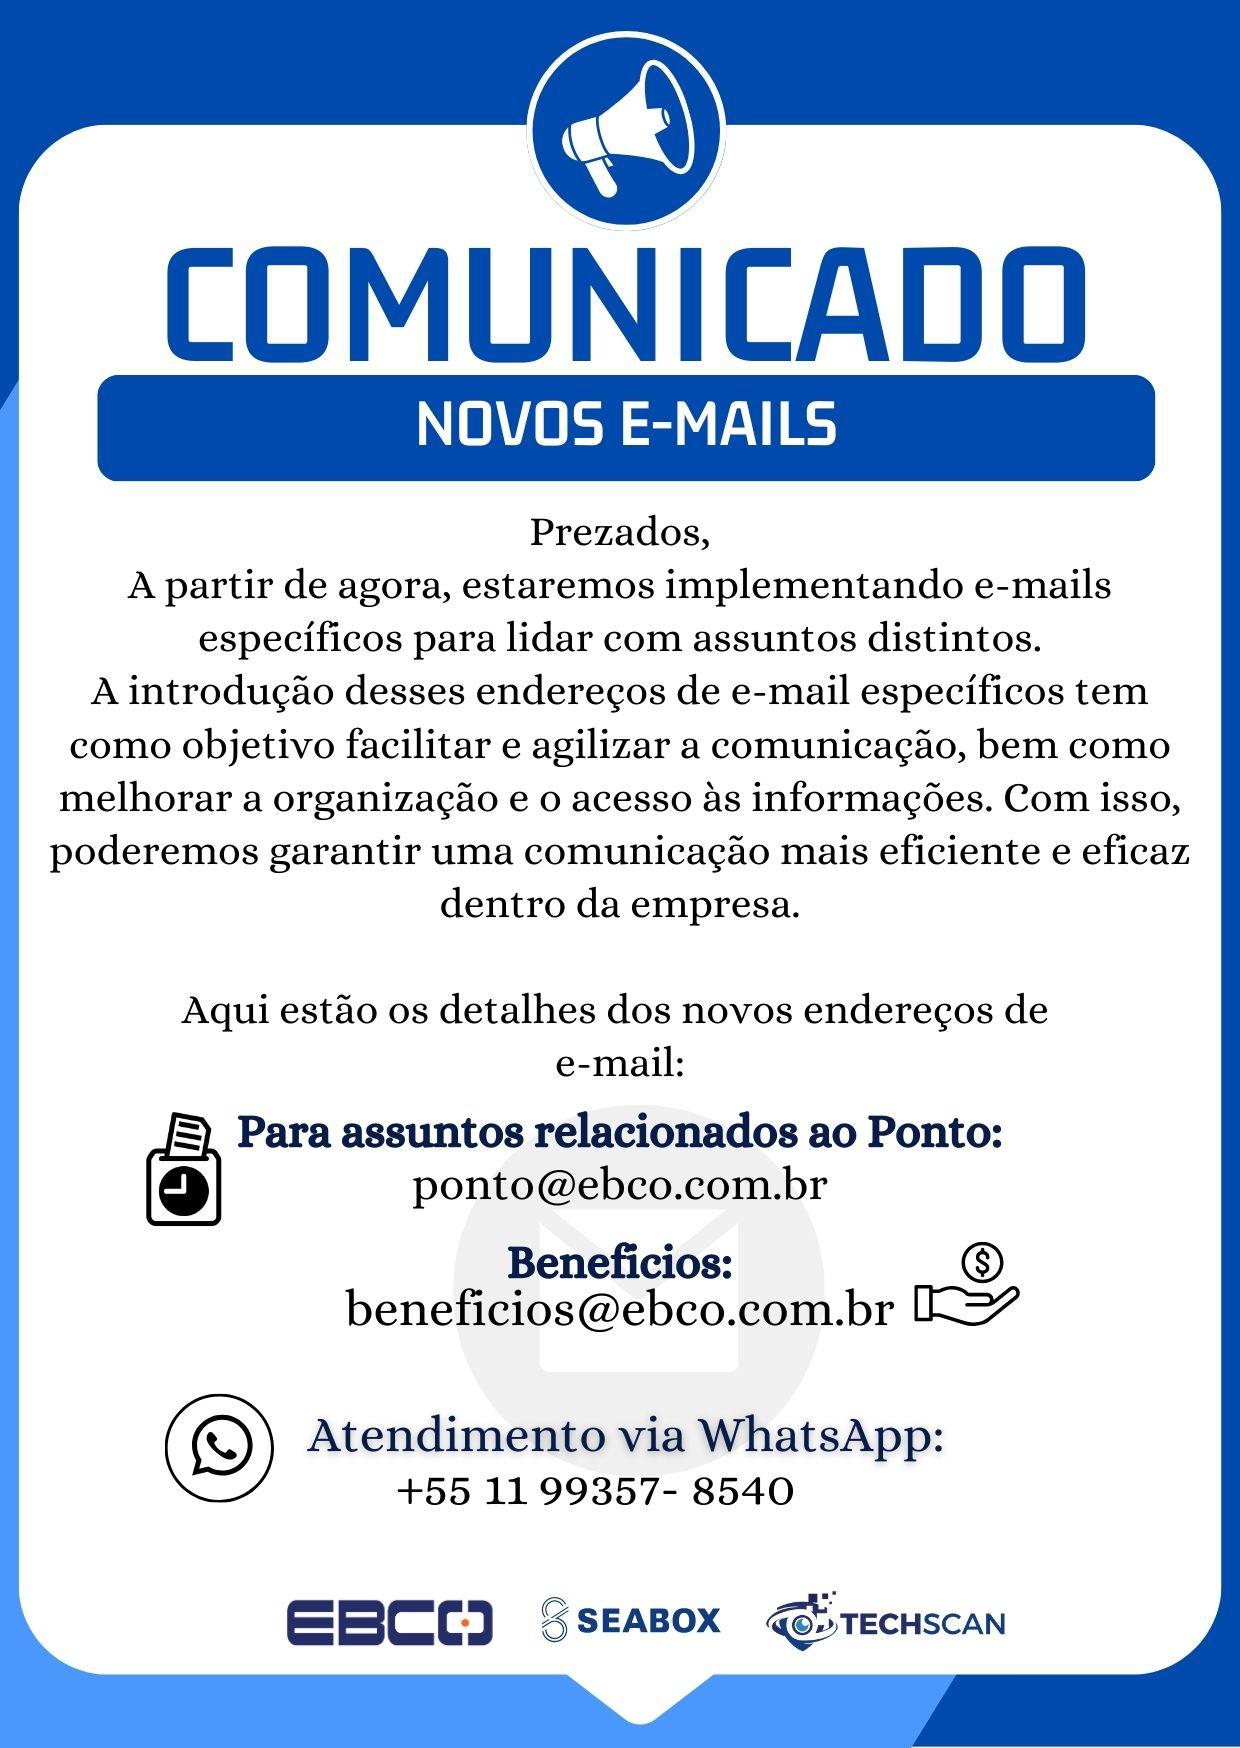 COMUNICADO
NOVOS E-MAILS
Prezados,
A partir de agora, estaremos implementando e-mails
específicos para lidar com assuntos distintos.
A introdução desses endereços de e-mail específicos tem
como objetivo facilitar e agilizar a comunicação, bem como
melhorar a organização e o acesso às informações. Com isso,
poderemos garantir uma comunicação mais eficiente e eficaz
dentro da empresa.
Aqui estão os detalhes dos novos endereços de
e-mail:
Para assuntos relacionados ao Ponto:
ponto@ebco.com.br
Beneficios:
beneficios@ebco.com.br
Atendimento via WhatsApp:
+55 11 99357- 8540
EBCO SEABOX TECHSCAN